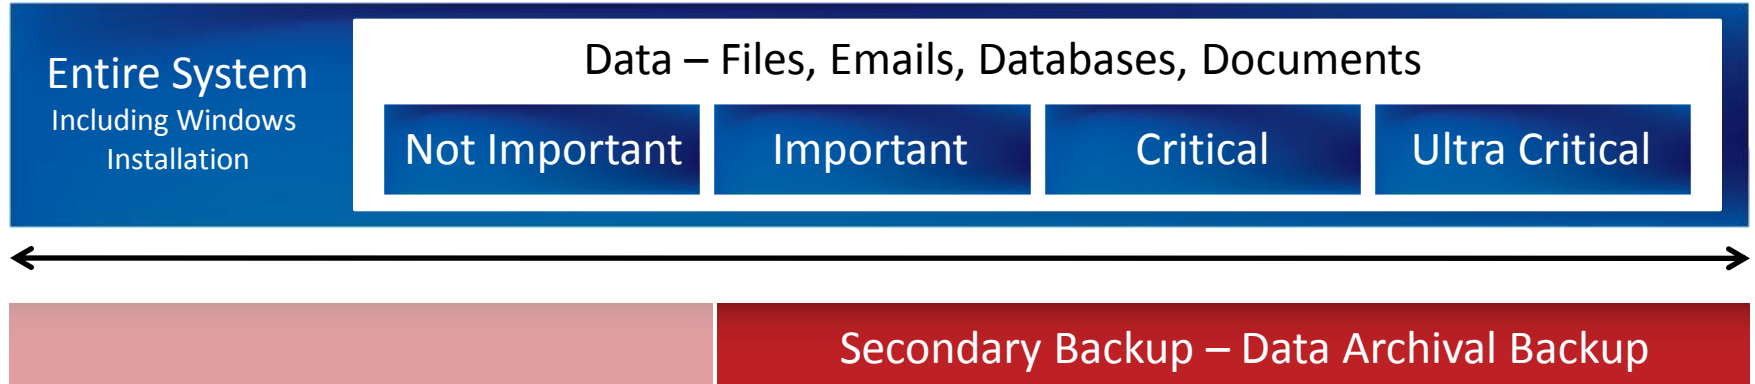 Entire System
Including Windows
Installation
Data – Files, Emails, Databases, Documents
Not Important
Important
Critical
Ultra Critical
Secondary Backup – Data Archival Backup